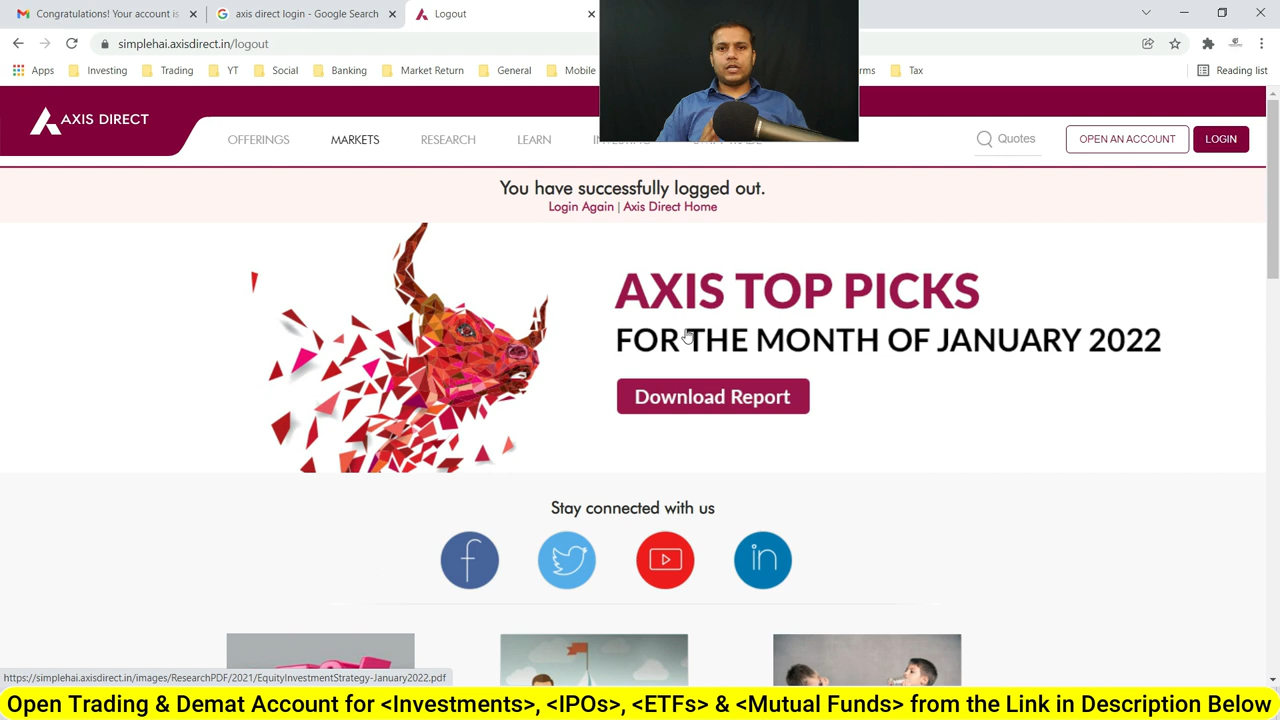 Congratulations! Your account is
axis direct login - Google Search
Logout
simplehai.axisdirect.in/logout
Apps
Investing
Trading
YT
Social
Banking
Market Return
General
Mobile
Tax
Reading list
AXIS DIRECT
OFFERINGS
MARKETS
RESEARCH
LEARN
Quotes
OPEN AN ACCOUNT
LOGIN
You have successfully logged out.
Login Again | Axis Direct Home
AXIS TOP PICKS
FOR THE MONTH OF JANUARY 2022
Download Report
Stay connected with us
f
in
https://simplehai.axisdirect.in/images/ResearchPDF/2021/EquityInvestmentStrategy-January2022.pdf
Open Trading & Demat Account for <Investments>, <IPOs>, <ETFs> & <Mutual Funds> from the Link in Description Below